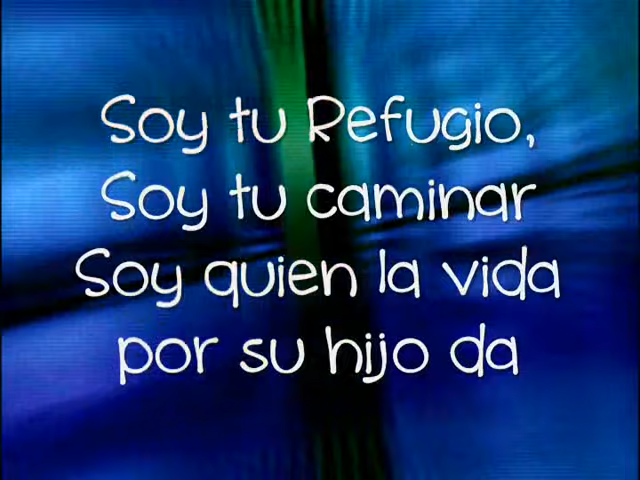 Soy tu Refugio,
Soy tu caminar
Soy quien la vida
por su hijo da